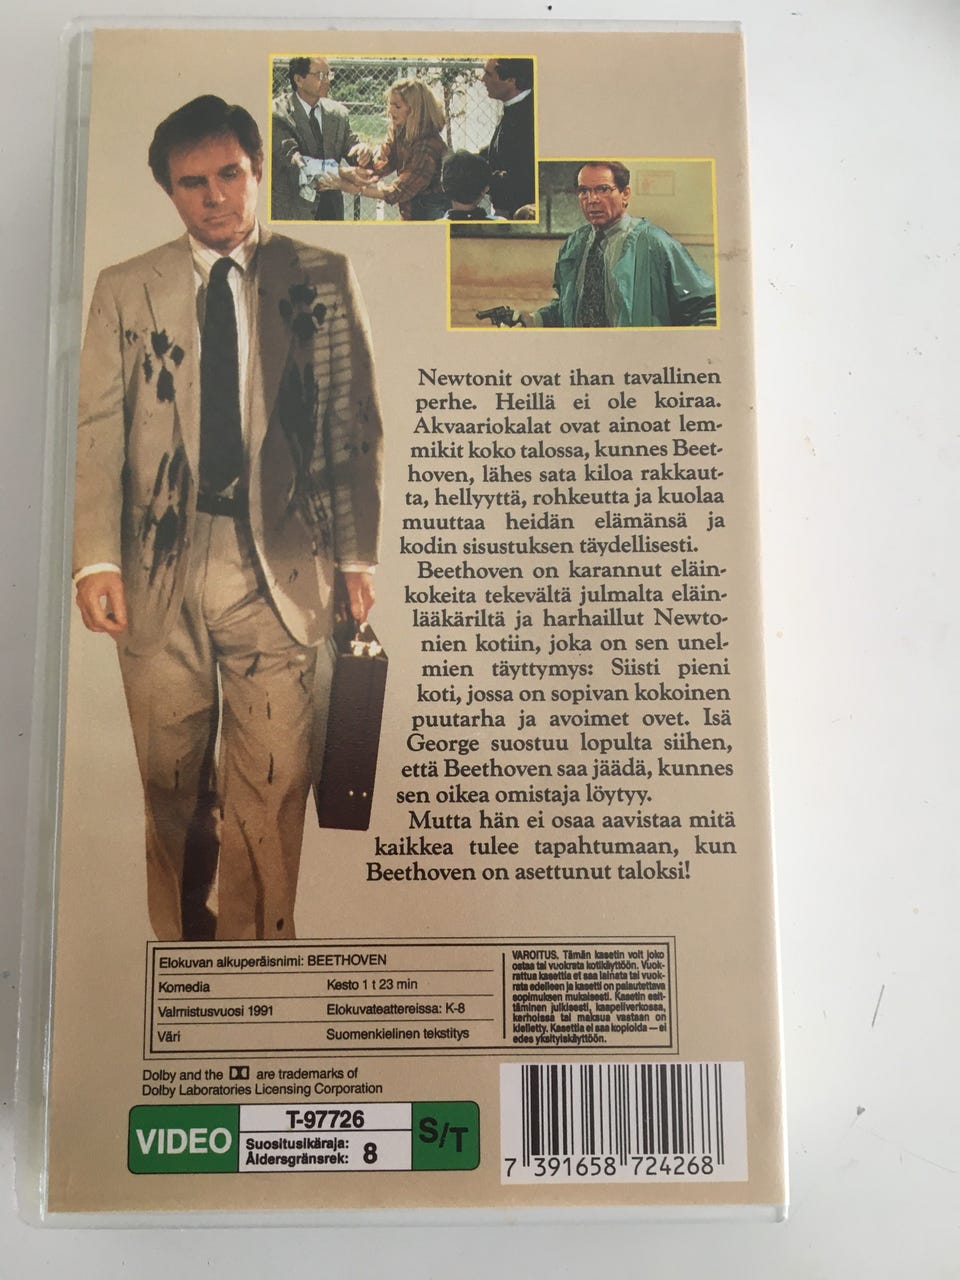 Newtonit ovat ihan tavallinen
perhe. Heillä ei ole koiraa.
Akvaariokalat ovat ainoat lem-
mikit koko talossa, kunnes Beet-
hoven, lähes sata kiloa rakkaut-
ta, hellyyttä, rohkeutta ja kuolaa
muuttaa heidän elämänsä ja
kodin sisustuksen täydellisesti.
Beethoven on karannut eläin-
kokeita tekevältä julmalta eläin-
lääkäriltä ja harhaillut Newto-
nien kotiin, joka on sen unel-
mien täyttymys: Siisti pieni
koti, jossa on sopivan kokoinen
puutarha ja avoimet ovet. Isä
George suostuu lopulta siihen,
että Beethoven saa jäädä, kunnes
sen oikea omistaja löytyy.
Mutta hän ei osaa aavistaa mitä
kaikkea tulee tapahtumaan, kun
Beethoven on asettunut taloksi!
Elokuvan alkuperäisnimi: BEETHOVEN
Komedia Kesto 1 t 23 min
Valmistusvuosi 1991 Elokuvateattereissa: K-8
Väri Suomenkielinen tekstitys
VAROITUS. Tämän kasetin voit joko
ostaa tai vuokrata kotikäyttöön. Vuok-
rattua kasettia ei saa lainata tai vuok-
rata edelleen ja kasetti on palautettava
sopimuksen mukaisesti. Kasetin esit-
täminen julkisesti, kaapeliverkossa,
kerhoissa tai maksua vastaan on
kielletty. Kasettia ei saa kopioida — ei
edes yksityiskäyttöön.
Dolby and the are trademarks of
Dolby Laboratories Licensing Corporation
VIDEO
T-97726
Suositusikäraja:
Åldersgränsrek: 8
S/T
7 391658 724268